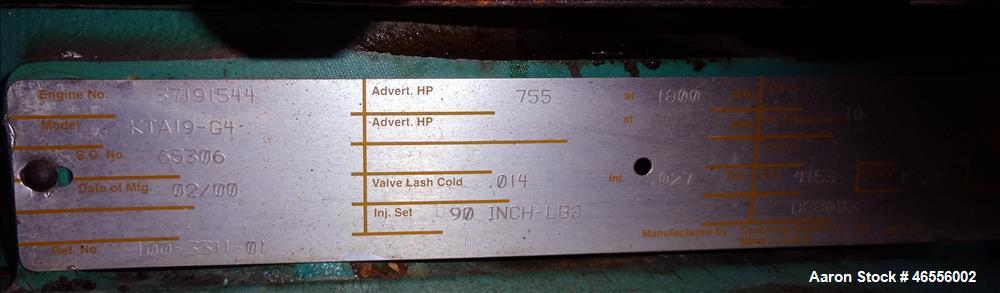 Engine No. 37191544 Advert. HP 755 at 1800
Model KTA19-G4 Advert. HP at 10
S.O. No. 65306
Date of Mfg. 02/00 Valve Lash Cold .014 Int. .027 4153
Inj. Set 90 INCH-LBS DC0003
Ref. No. 100-3311-01 Manufactured by
Aaron Stock # 46556002